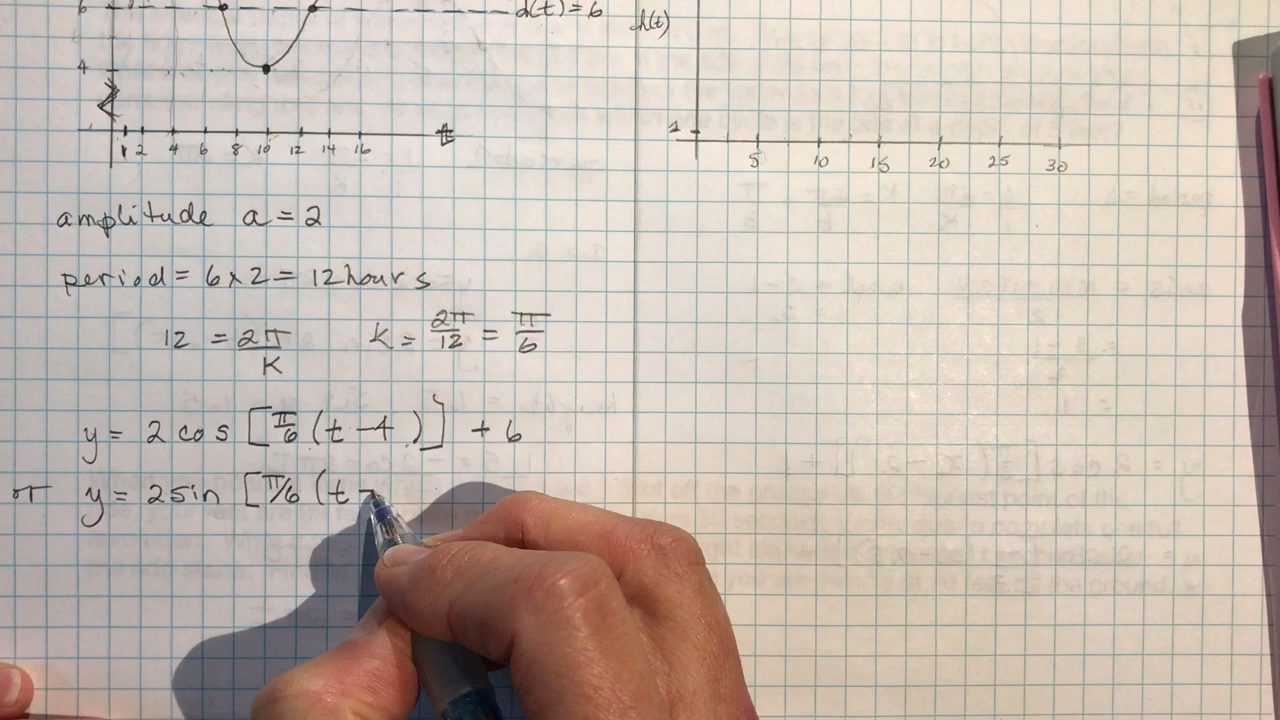 6 d(t) = 6
4
t
1 2 4 6 8 10 12 14 16
amplitude a = 2
period = 6 x 2 = 12 hours
12 = 2π/K K = 2π/12 = π/6
y = 2 cos [π/6 (t - 4)] + 6
or y = 2 sin [π/6 (t -
h(t)
1
5 10 15 20 25 30